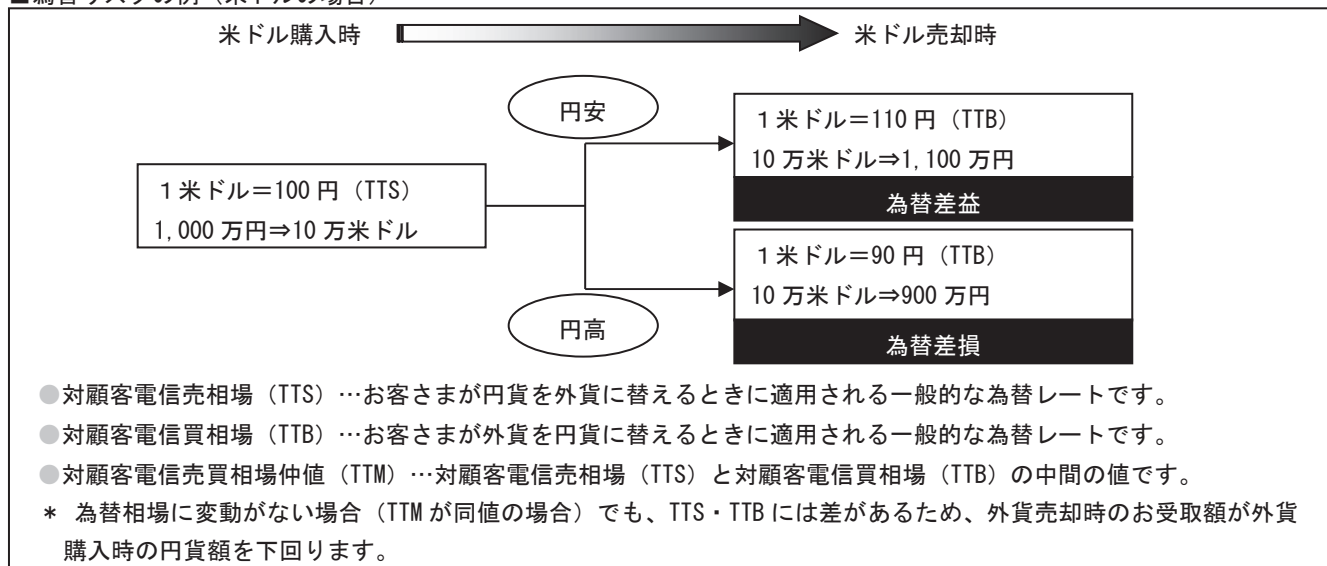 ■為替リスクの例（米ドルの場合）
米ドル購入時
米ドル売却時
円安
1米ドル＝110円（TTB）
10万米ドル⇒1,100万円
為替差益
1米ドル＝100円（TTS）
1,000万円⇒10万米ドル
1米ドル＝90円（TTB）
10万米ドル⇒900万円
為替差損
円高
●対顧客電信売相場（TTS）…お客さまが円貨を外貨に替えるときに適用される一般的な為替レートです。
●対顧客電信買相場（TTB）…お客さまが外貨を円貨に替えるときに適用される一般的な為替レートです。
●対顧客電信売買相場仲値（TTM）…対顧客電信売相場（TTS）と対顧客電信買相場（TTB）の中間の値です。
* 為替相場に変動がない場合（TTMが同値の場合）でも、TTS・TTBには差があるため、外貨売却時のお受取額が外貨
購入時の円貨額を下回ります。